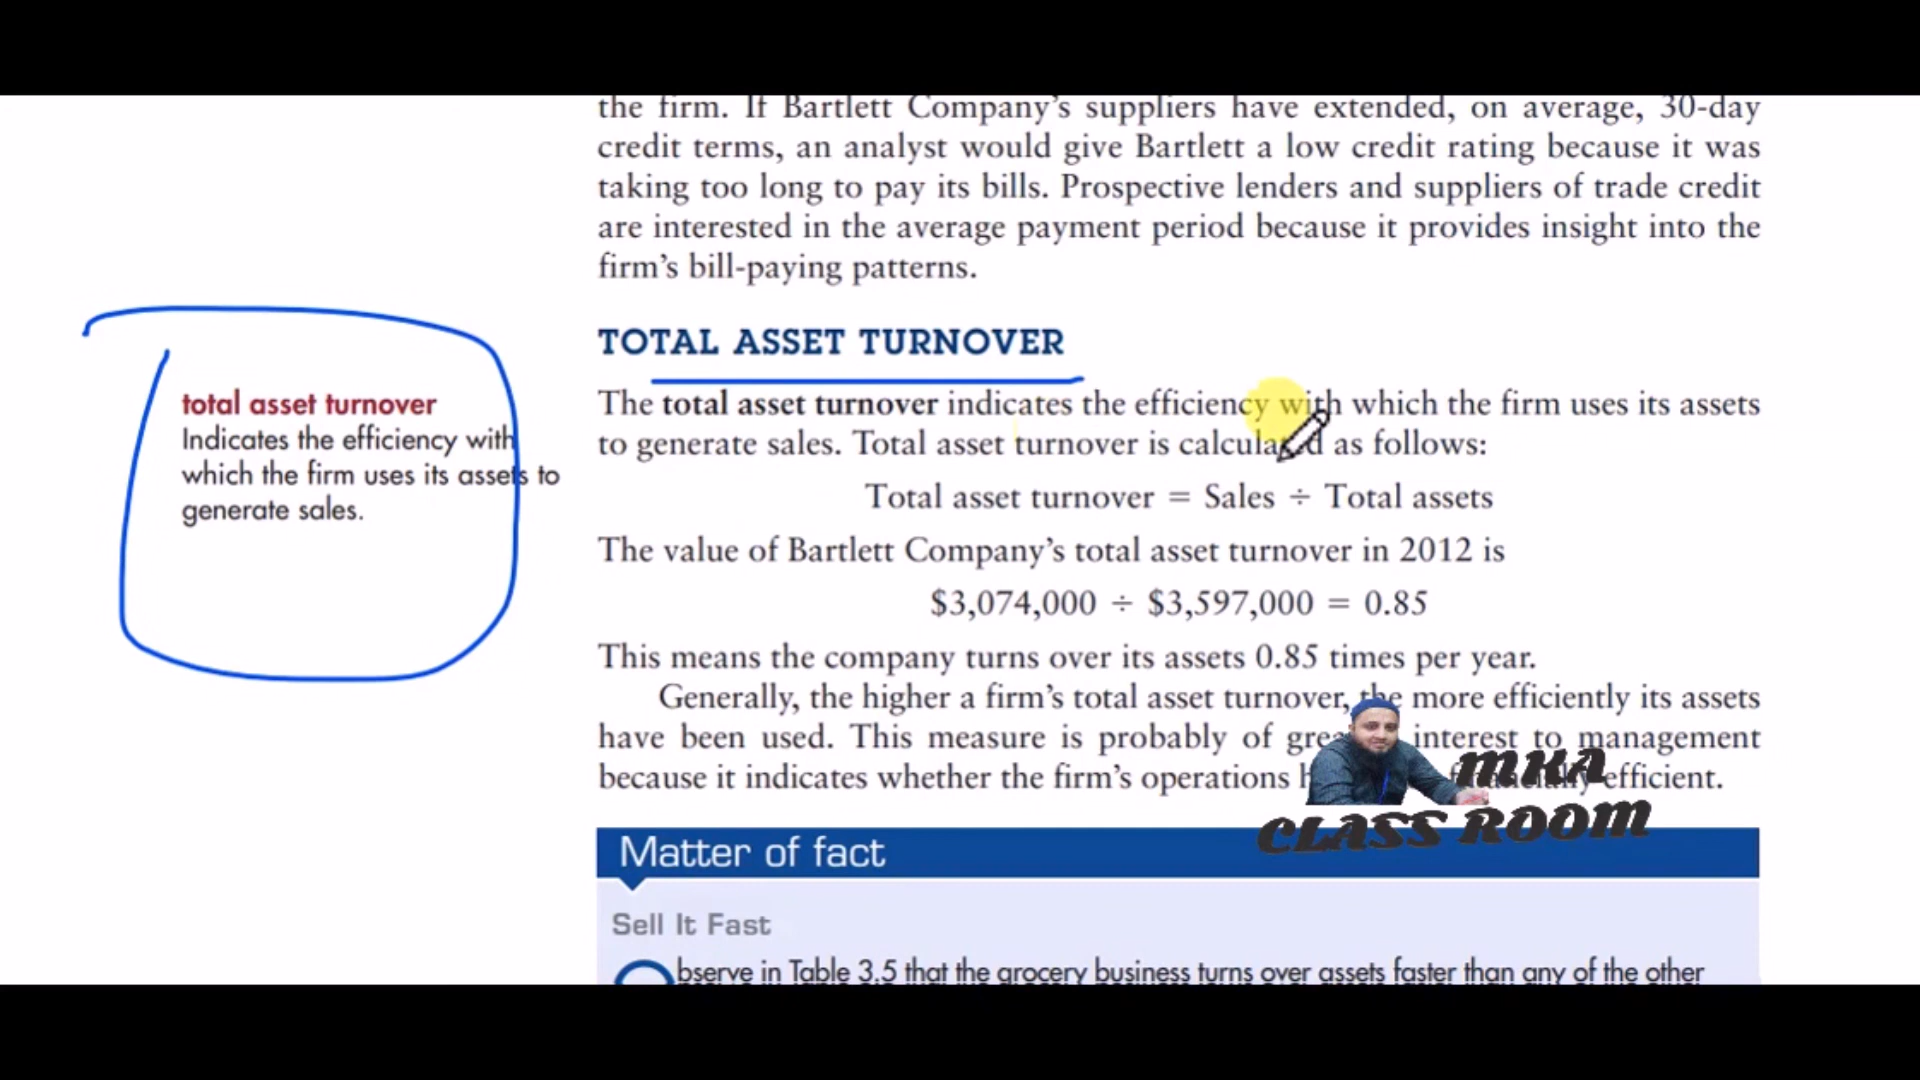 the firm. If Bartlett Company's suppliers have extended, on average, 30-day
credit terms, an analyst would give Bartlett a low credit rating because it was
taking too long to pay its bills. Prospective lenders and suppliers of trade credit
are interested in the average payment period because it provides insight into the
firm's bill-paying patterns.
total asset turnover
Indicates the efficiency with
which the firm uses its assets to
generate sales.
TOTAL ASSET TURNOVER
The total asset turnover indicates the efficiency with which the firm uses its assets
to generate sales. Total asset turnover is calculated as follows:
Total asset turnover = Sales ÷ Total assets
The value of Bartlett Company's total asset turnover in 2012 is
$3,074,000 ÷ $3,597,000 = 0.85
This means the company turns over its assets 0.85 times per year.
Generally, the higher a firm's total asset turnover, the more efficiently its assets
have been used. This measure is probably of interest to management
because it indicates whether the firm's operations efficient.
MKA
CLASS ROOM
Matter of fact
Sell It Fast
bserve in Table 3.5 that the grocery business turns over assets faster than any of the other